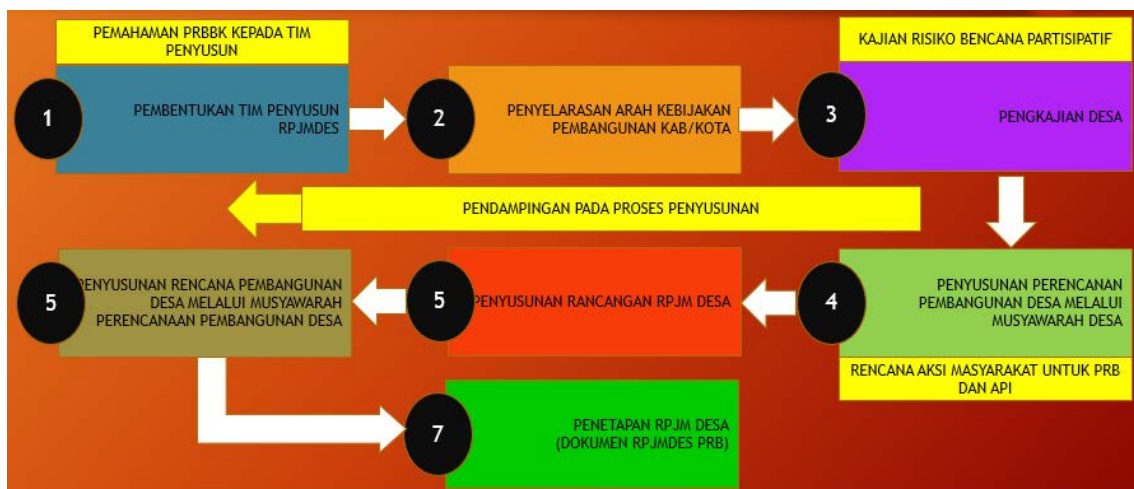 PEMAHAMAN PRBBK KEPADA TIM
PENYUSUN
1
PEMBENTUKAN TIM PENYUSUN
RPJMDES
2
PENYELARASAN ARAH KEBIJAKAN
PEMBANGUNAN KAB/KOTA
KAJIAN RISIKO BENCANA PARTISIPATIF
3
PENGKAJIAN DESA
PENDAMPINGAN PADA PROSES PENYUSUNAN
4
PENYUSUNAN PERENCANAN
PEMBANGUNAN DESA MELALUI
MUSYAWARAH DESA
RENCANA AKSI MASYARAKAT UNTUK PRB
DAN API
5
PENYUSUNAN RANCANGAN RPJM DESA
5
PENYUSUNAN RENCANA PEMBANGUNAN
DESA MELALUI MUSYAWARAH
PERENCANAAN PEMBANGUNAN DESA
7
PENETAPAN RPJM DESA
(DOKUMEN RPJMDES PRB)